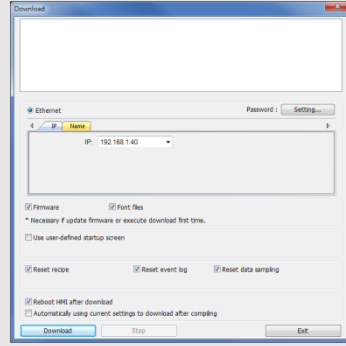 Download
Ethernet Password : Setting...
IP Name
IP: 192.168.1.40
Firmware Font files
* Necessary if update firmware or execute download first time.
Use user-defined startup screen
Reset recipe Reset event log Reset data sampling
Reboot HMI after download
Automatically using current settings to download after compiling
Download Stop Exit